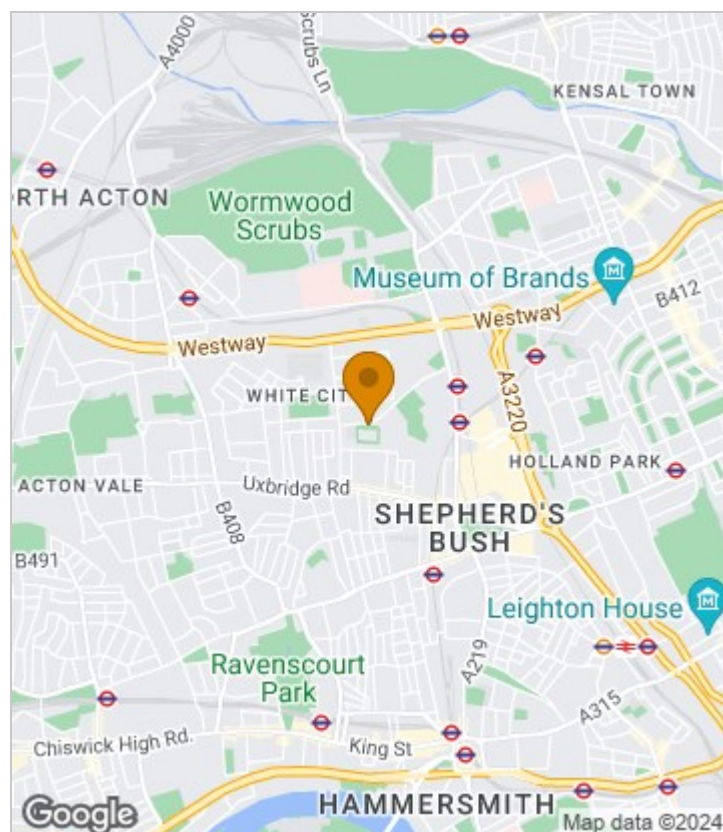 Scrubs Ln
A4000
KENSAL TOWN
ORTH ACTON
Wormwood
Scrubs
Museum of Brands
B412
Westway
Westway
WHITE CIT
A3220
HOLLAND PARK
ACTON VALE
Uxbridge Rd
B408
SHEPHERD'S
BUSH
B491
Leighton House
A219
Ravenscourt
Park
A315
Chiswick High Rd.
King St
HAMMERSMITH
Google
Map data ©2024